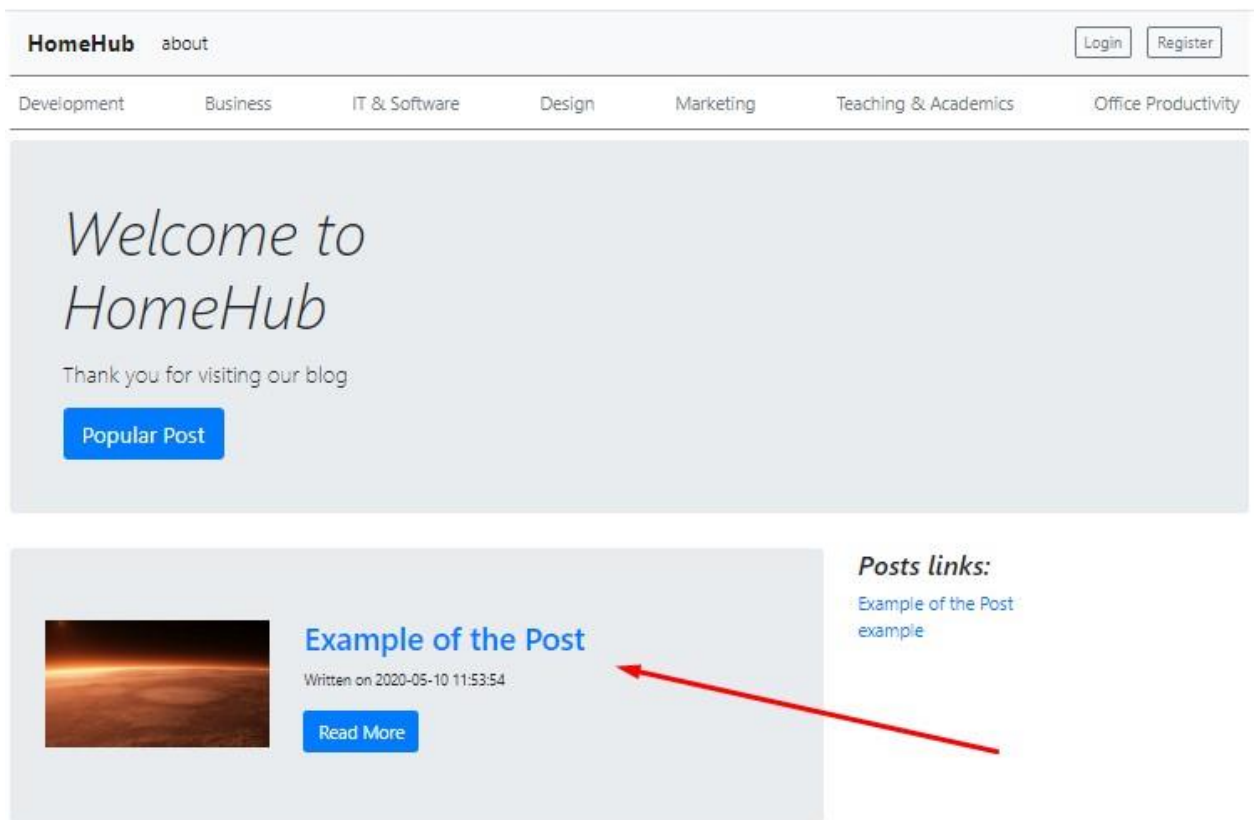 HomeHub about Login Register
Development Business IT & Software Design Marketing Teaching & Academics Office Productivity
Welcome to
HomeHub
Thank you for visiting our blog
Popular Post
Example of the Post
Written on 2020-05-10 11:53:54
Read More
Posts links:
Example of the Post
example